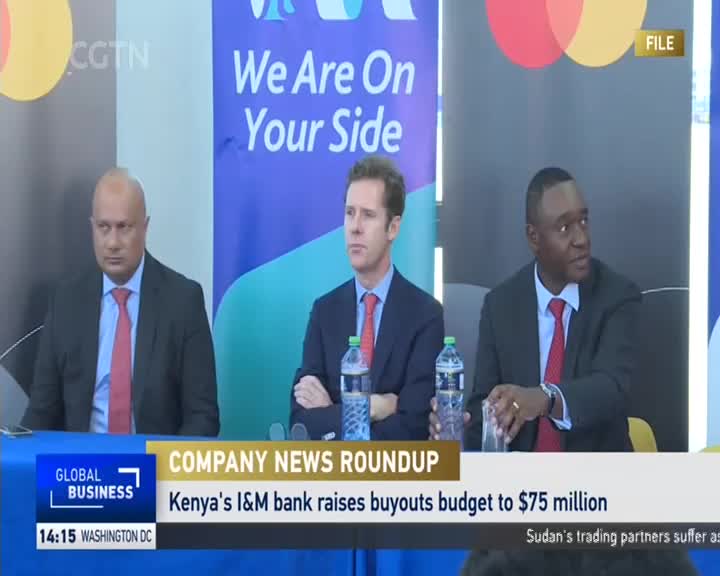 CGTN
FILE
We Are On
Your Side
COMPANY NEWS ROUNDUP
GLOBAL
BUSINESS
Kenya's I&M bank raises buyouts budget to $75 million
14:15 WASHINGTON DC
Sudan's trading partners suffer as